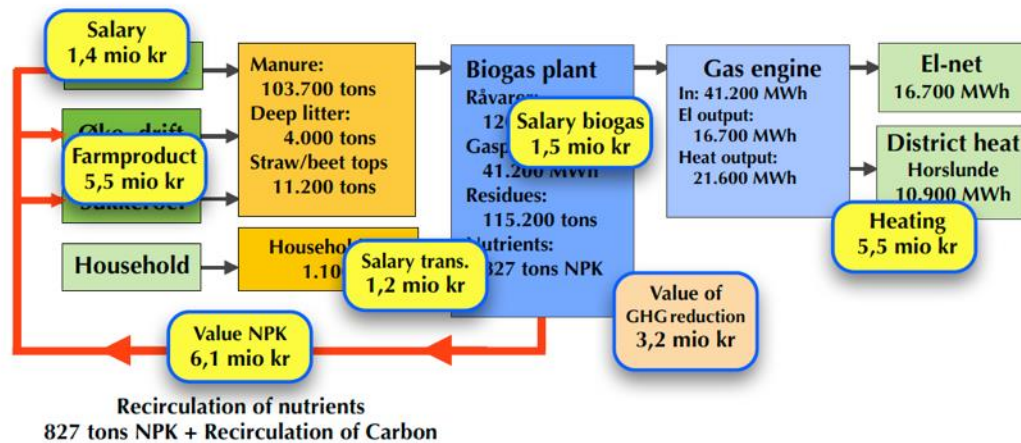 Salary
1,4 mio kr
Manure:
103.700 tons
Deep litter:
4.000 tons
Straw/beet tops
11.200 tons
Farmproduct
5,5 mio kr
Household
1.10
Salary trans.
1,2 mio kr
Biogas plant
Råvarer:
Salary biogas
1,5 mio kr
41.200 MWh
Residues:
115.200 tons
Nutrients:
827 tons NPK
Gas engine
In: 41.200 MWh
El output:
16.700 MWh
Heat output:
21.600 MWh
El-net
16.700 MWh
District heat
Horslunde
10.900 MWh
Heating
5,5 mio kr
Value of
GHG reduction
3,2 mio kr
Value NPK
6,1 mio kr
Recirculation of nutrients
827 tons NPK + Recirculation of Carbon